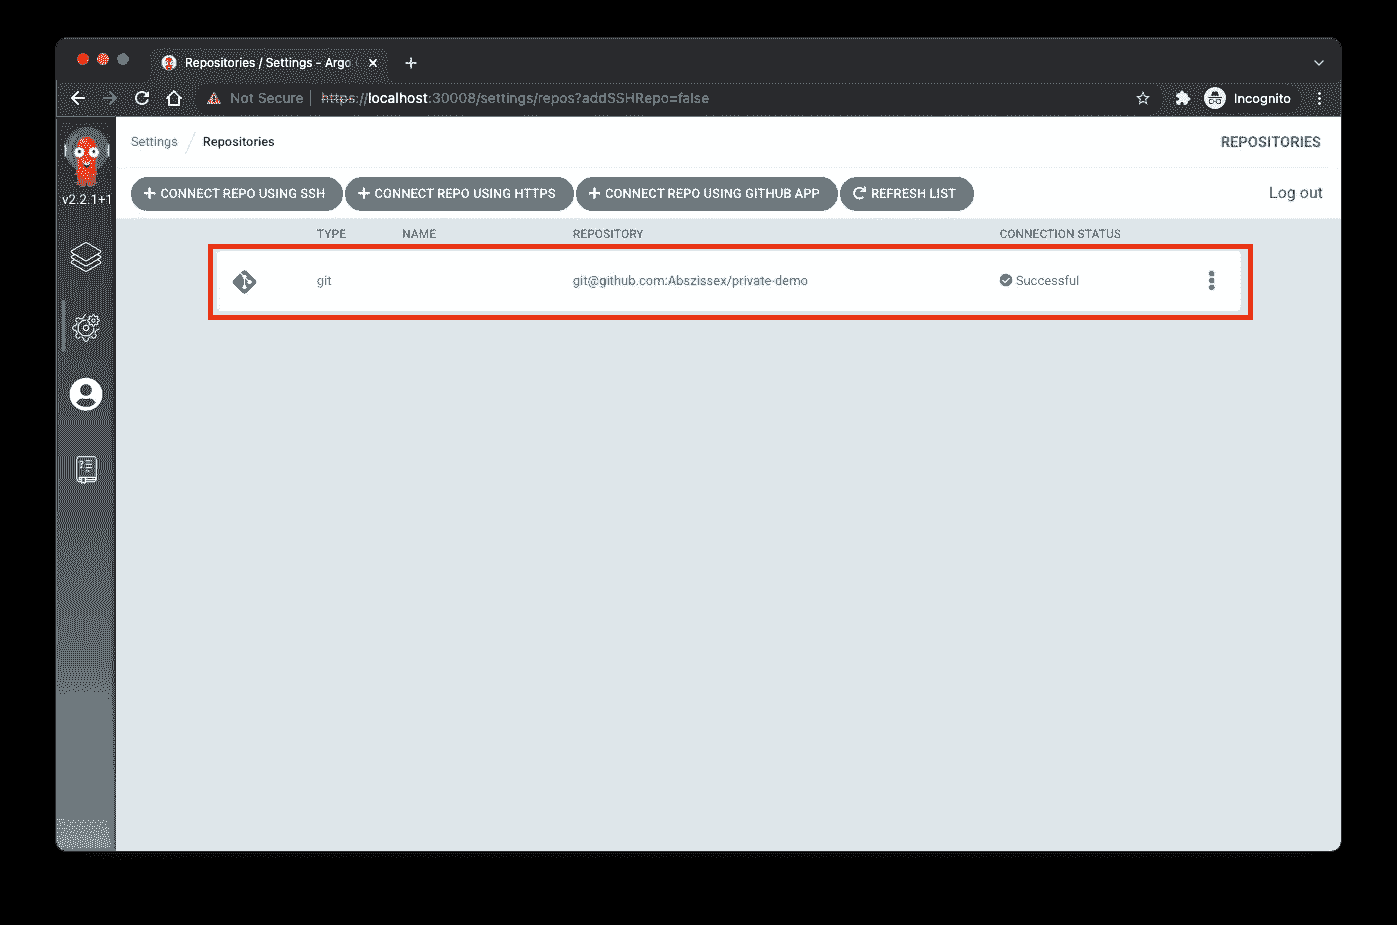 Repositories / Settings - Argo
Not Secure | https://localhost:30008/settings/repos?addSSHRepo=false
Incognito
v2.2.1+1
Settings / Repositories
REPOSITORIES
CONNECT REPO USING SSH
CONNECT REPO USING HTTPS
CONNECT REPO USING GITHUB APP
REFRESH LIST
Log out
TYPE NAME REPOSITORY CONNECTION STATUS
git git@github.com:Abszissex/private-demo Successful